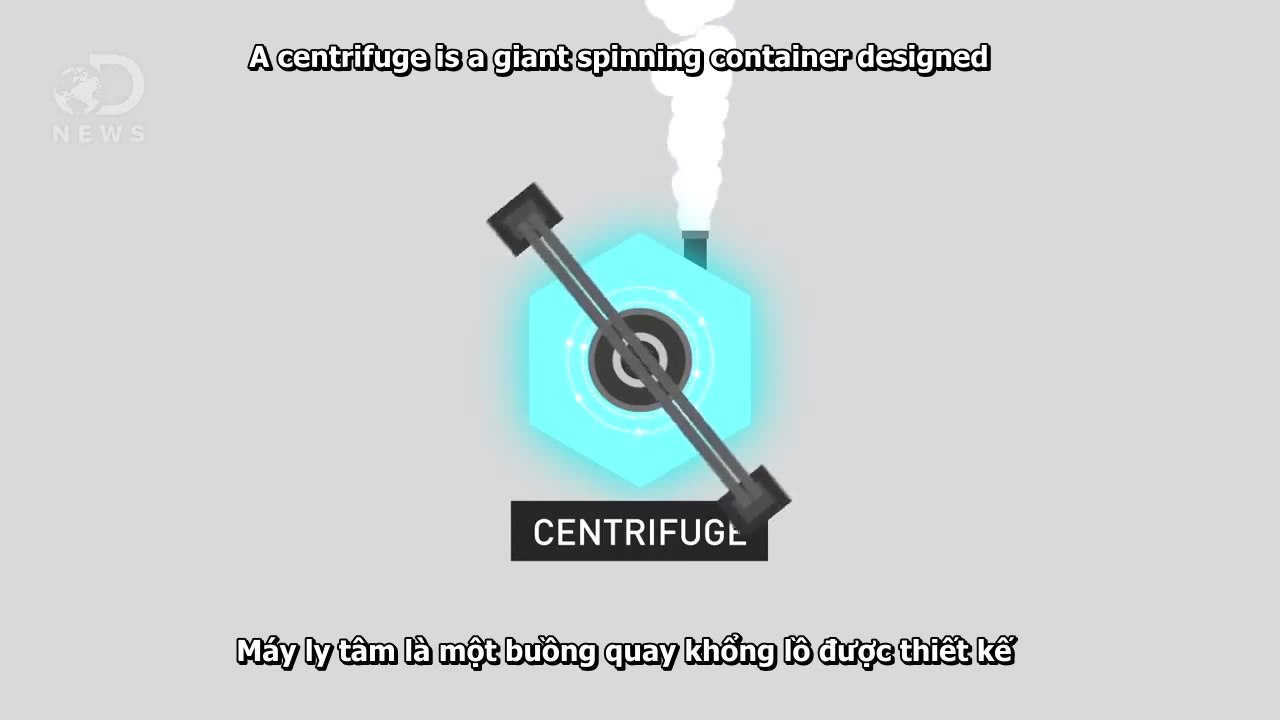 A centrifuge is a giant spinning container designed
NEWS
CENTRIFUGE
Máy ly tâm là một buồng quay khổng lồ được thiết kế